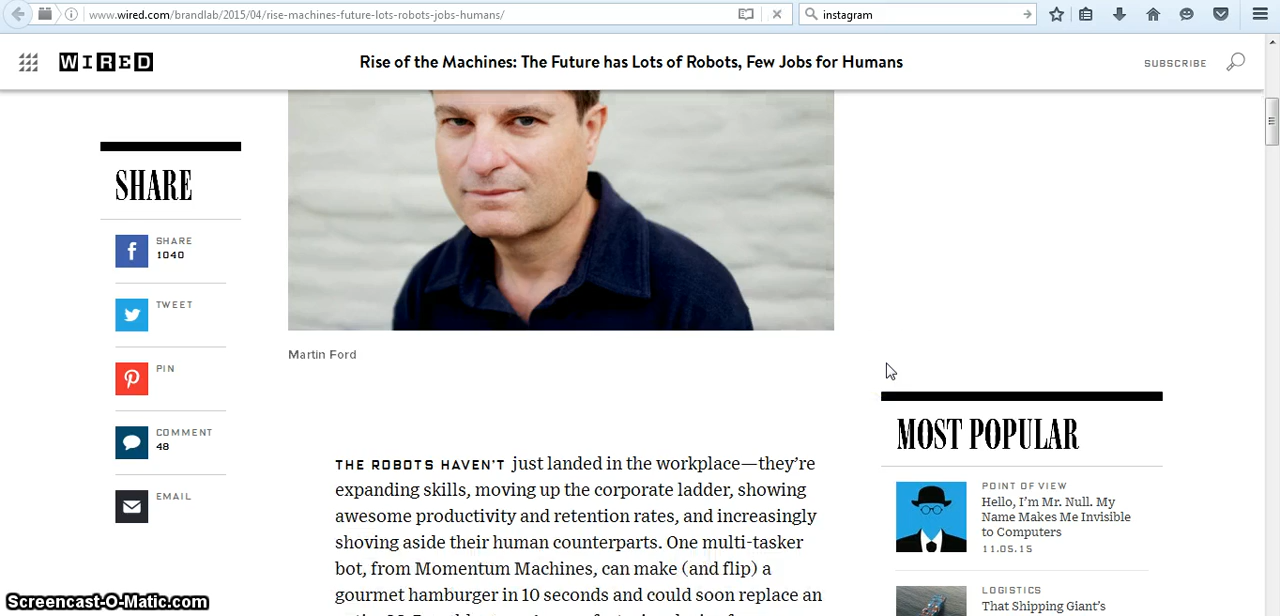 www.wired.com/brandlab/2015/04/rise-machines-future-lots-robots-jobs-humans/
instagram
WIRED
Rise of the Machines: The Future has Lots of Robots, Few Jobs for Humans
SUBSCRIBE
SHARE
SHARE
1040
TWEET
PIN
COMMENT
48
EMAIL
Martin Ford
THE ROBOTS HAVEN'T just landed in the workplace—they're
expanding skills, moving up the corporate ladder, showing
awesome productivity and retention rates, and increasingly
shoving aside their human counterparts. One multi-tasker
bot, from Momentum Machines, can make (and flip) a
gourmet hamburger in 10 seconds and could soon replace an
MOST POPULAR
POINT OF VIEW
Hello, I'm Mr. Null. My
Name Makes Me Invisible
to Computers
11.05.15
LOGISTICS
That Shipping Giant's
Screencast-O-Matic.com